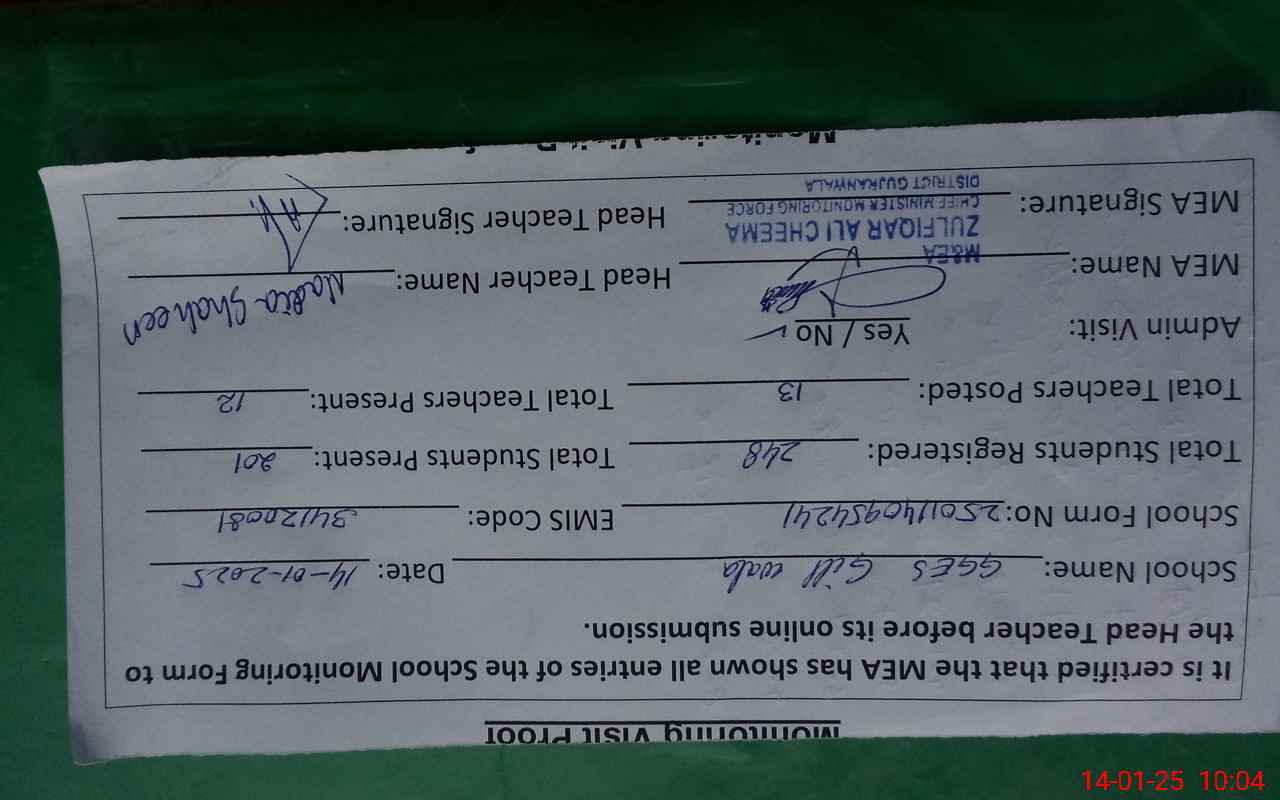 Monitoring Visit Proof
It is certified that the MEA has shown all entries of the School Monitoring Form to
the Head Teacher before its online submission.
School Name: GGES Gill wala Date: 14-01-2025
School Form No: 250114095424 EMIS Code: 34120081
Total Students Registered: 248 Total Students Present: 201
Total Teachers Posted: 13 Total Teachers Present: 12
Admin Visit: Yes / No ✓
MEA Name: Head Teacher Name: Nadia Shaheen
M&EA
ZULFIQAR ALI CHEEMA
CHIEF MINISTER MONITORING FORCE
DISTRICT GUJRANWALA
MEA Signature: Head Teacher Signature:
Monitoring Visit
14-01-25 10:04